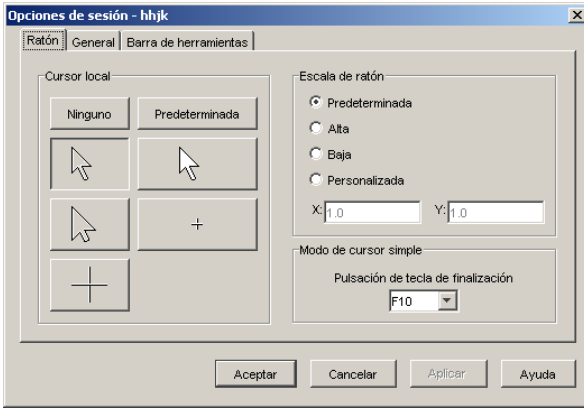 Opciones de sesión - hhjk
Ratón General Barra de herramientas
Cursor local
Ninguno Predeterminada
Escala de ratón
Predeterminada
Alta
Baja
Personalizada
X: 1.0 Y: 1.0
Modo de cursor simple
Pulsación de tecla de finalización
F10
Aceptar Cancelar Aplicar Ayuda